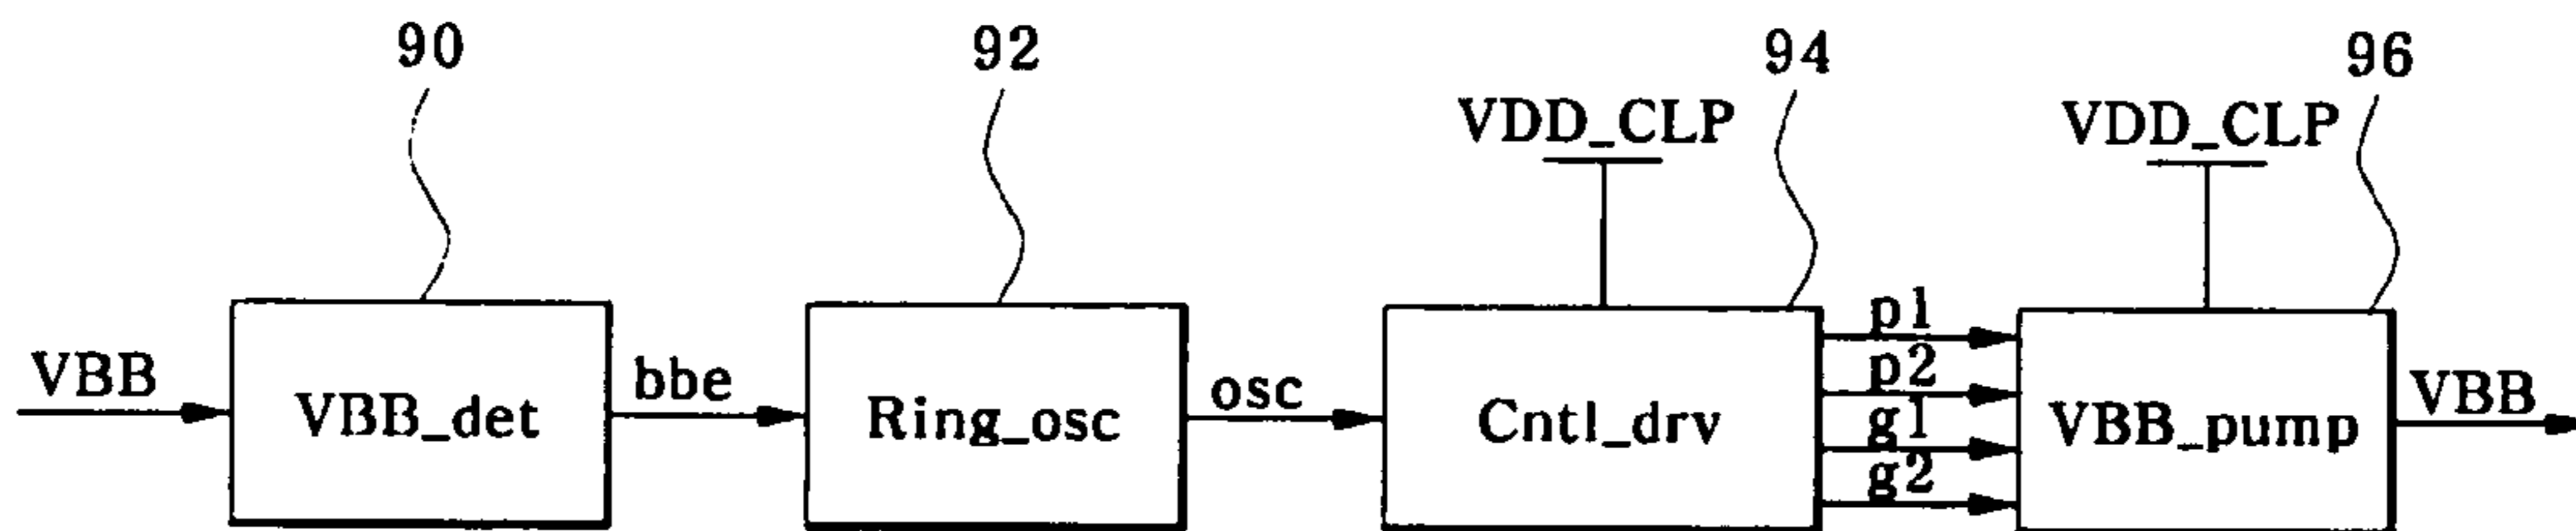 90 92 94 96
VDD_CLP VDD_CLP
VBB VBB_det bbe Ring_osc osc Cntl_drv p1 p2 g1 g2 VBB_pump VBB